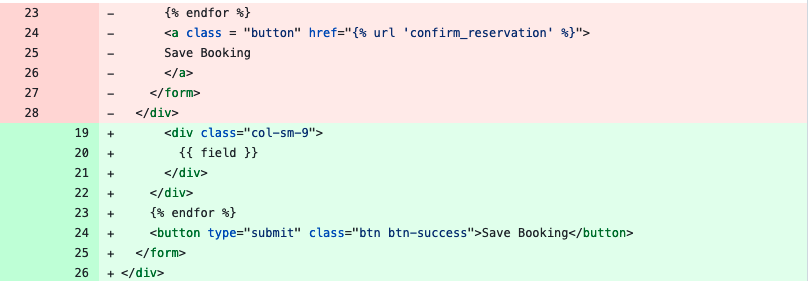 23 - {% endfor %}
24 - <a class = "button" href="{% url 'confirm_reservation' %}">
25 - Save Booking
26 - </a>
27 - </form>
28 - </div>
19 + <div class="col-sm-9">
20 + {{ field }}
21 + </div>
22 + </div>
23 + {% endfor %}
24 + <button type="submit" class="btn btn-success">Save Booking</button>
25 + </form>
26 + </div>